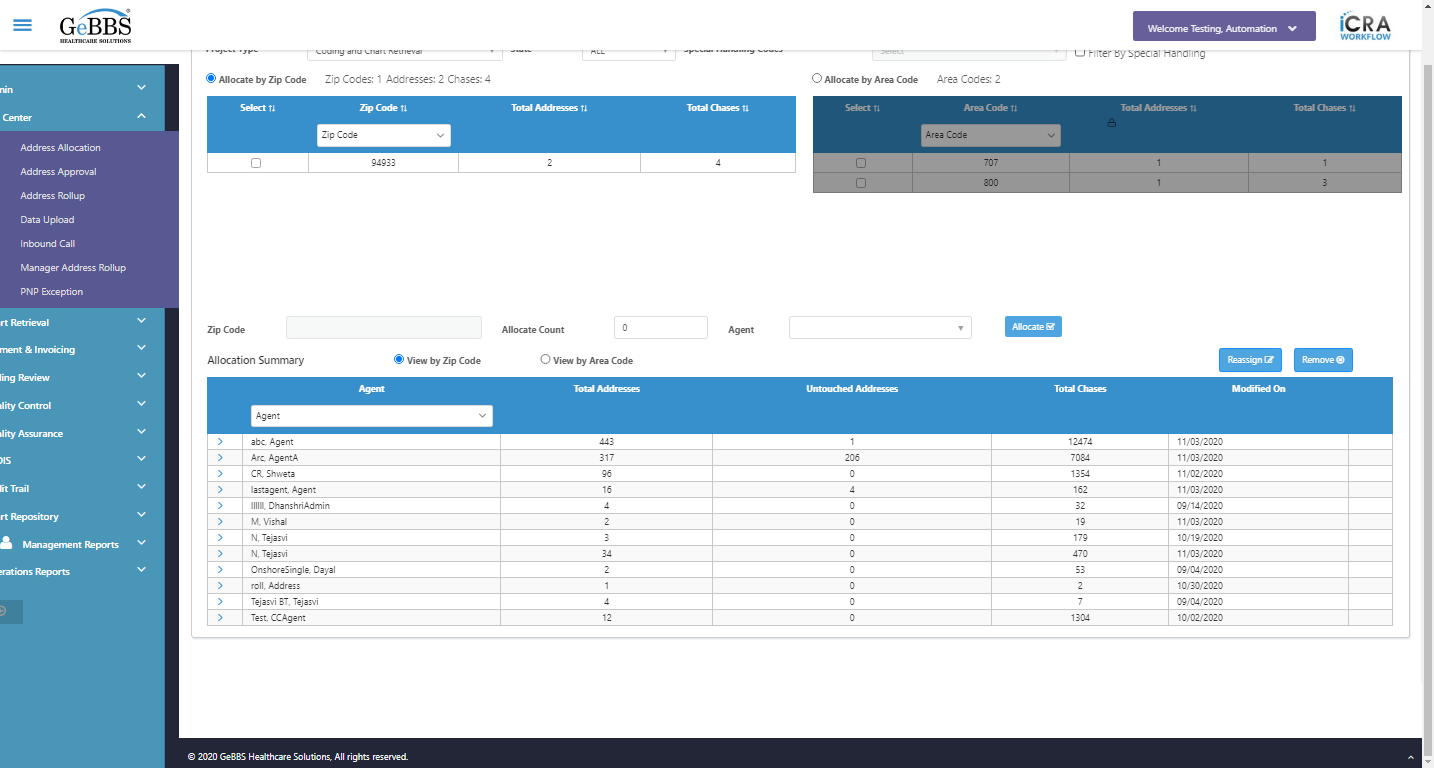 GeBBS
HEALTHCARE SOLUTIONS
Welcome Testing, Automation
iCRA
WORKFLOW
Project Type Coding and Chart Retrieval State ALL Special Handling Codes Select Filter By Special Handling
Allocate by Zip Code Zip Codes: 1 Addresses: 2 Chases: 4 Allocate by Area Code Area Codes: 2
Select Zip Code Total Addresses Total Chases
Zip Code
94933 2 4
Select Area Code Total Addresses Total Chases
Area Code
707 1 1
800 1 3
min
Center
Address Allocation
Address Approval
Address Rollup
Data Upload
Inbound Call
Manager Address Rollup
PNP Exception
rt Retrieval
ment & Invoicing
ling Review
lity Control
lity Assurance
DIS
lit Trail
rt Repository
Management Reports
erations Reports
Zip Code Allocate Count 0 Agent Allocate
Allocation Summary View by Zip Code View by Area Code Reassign Remove
Agent Total Addresses Untouched Addresses Total Chases Modified On
Agent
abc, Agent 443 1 12474 11/03/2020
Arc, AgentA 317 206 7084 11/03/2020
CR, Shweta 96 0 1354 11/02/2020
lastagent, Agent 16 4 162 11/03/2020
DhanshriAdmin 4 0 32 09/14/2020
M, Vishal 2 0 19 11/03/2020
N, Tejasvi 3 0 179 10/19/2020
N, Tejasvi 34 0 470 11/03/2020
OnshoreSingle, Dayal 2 0 53 09/04/2020
roll, Address 1 0 2 10/30/2020
Tejasvi BT, Tejasvi 4 0 7 09/04/2020
Test, CCAgent 12 0 1304 10/02/2020
© 2020 GeBBS Healthcare Solutions, All rights reserved.